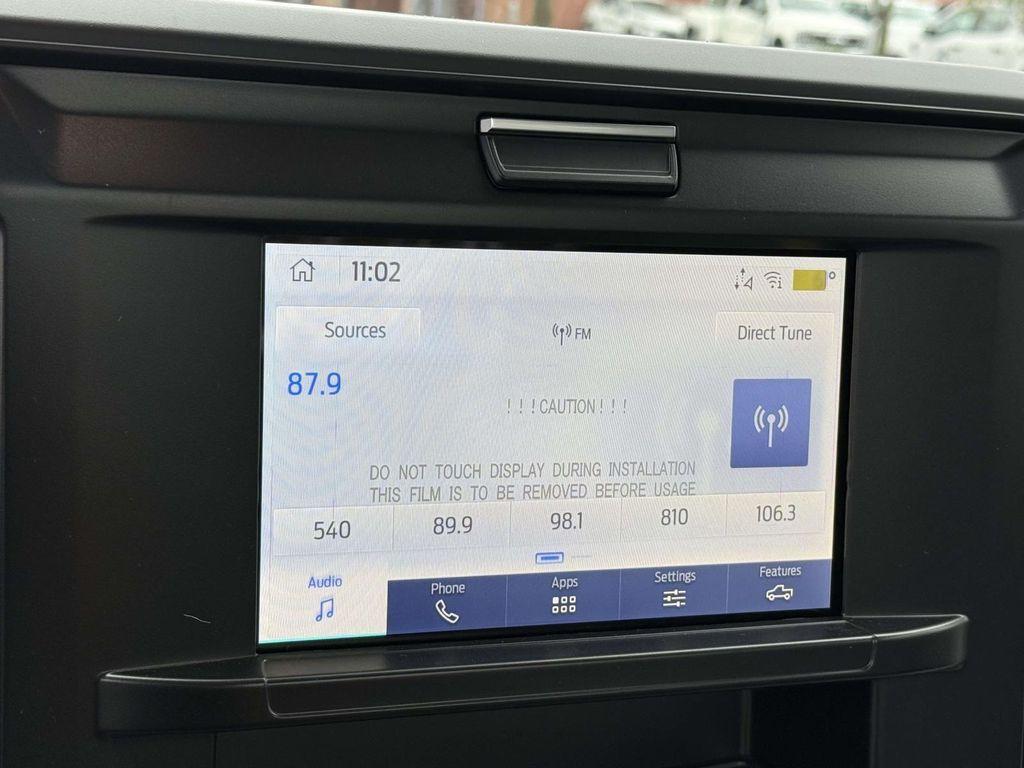 11:02
Sources
FM
Direct Tune
87.9
! ! ! CAUTION ! ! !
DO NOT TOUCH DISPLAY DURING INSTALLATION
THIS FILM IS TO BE REMOVED BEFORE USAGE
540 89.9 98.1 810 106.3
Audio Phone Apps Settings Features